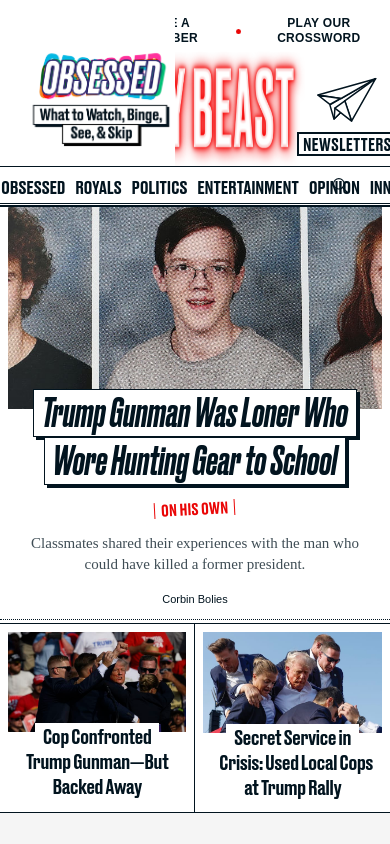 E A
BER
PLAY OUR
CROSSWORD
OBSESSED
What to Watch, Binge,
See, & Skip
Y BEAST
NEWSLETTERS
OBSESSED ROYALS POLITICS ENTERTAINMENT OPINION INN
Trump Gunman Was Loner Who
Wore Hunting Gear to School
ON HIS OWN
Classmates shared their experiences with the man who
could have killed a former president.
Corbin Bolies
Cop Confronted
Trump Gunman—But
Backed Away
Secret Service in
Crisis: Used Local Cops
at Trump Rally